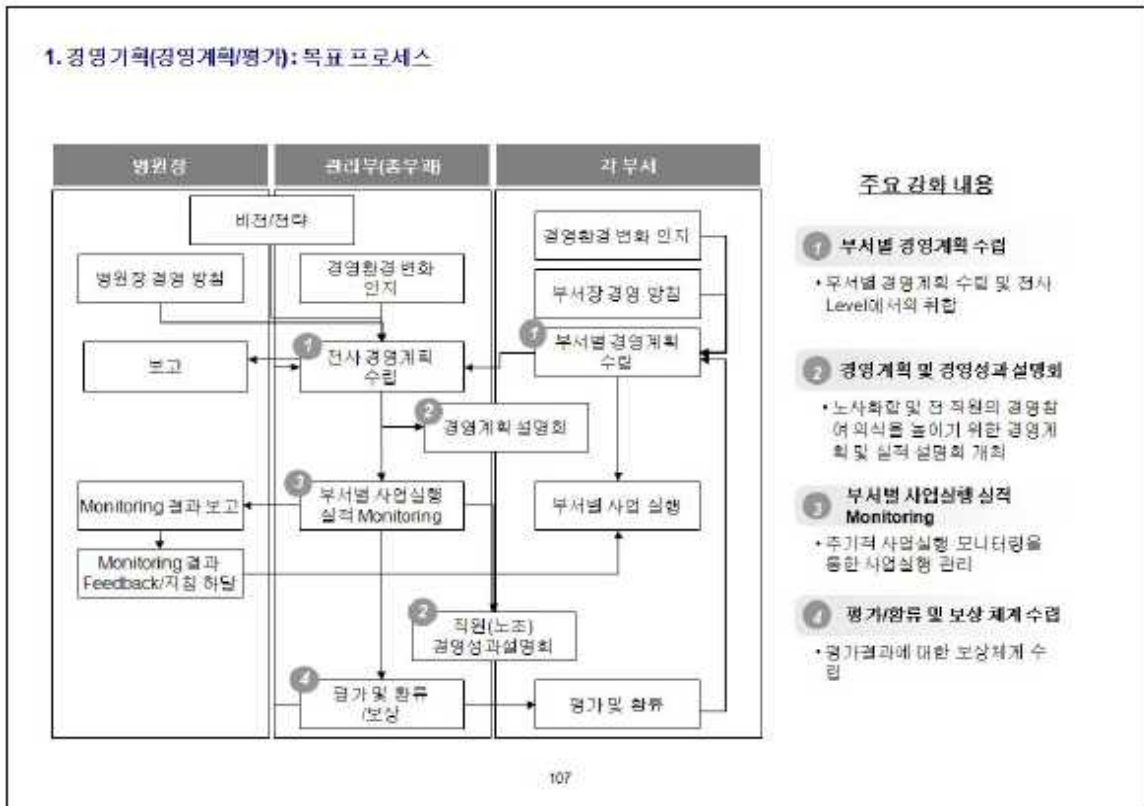 1. 경영기획(경영계획/평가) : 목표 프로세스
병원장
관리부(총무과)
각 부서
비전/전략
병원장 경영 방침
경영환경 변화
인지
경영환경 변화 인지
부서장 경영 방침
보고
1
전사 경영계획
수립
1
부서별 경영계획
수립
2
경영계획 설명회
Monitoring 결과 보고
3
부서별 사업실행
실적 Monitoring
부서별 사업 실행
Monitoring 결과
Feedback/지침 하달
2
직원(노조)
경영성과설명회
4
평가 및 환류
/보상
평가 및 환류
주요 강화 내용
1 부서별 경영계획 수립
• 부서별 경영계획 수립 및 전사
Level에서의 취합
2 경영계획 및 경영성과 설명회
• 노사화합 및 전 직원의 경영참
여 의식을 높이기 위한 경영계
획 및 실적 설명회 개최
3 부서별 사업실행 실적
Monitoring
• 주기적 사업실행 모니터링을
통한 사업실행 관리
4 평가/환류 및 보상 체계 수립
• 평가결과에 대한 보상체계 수
립
107